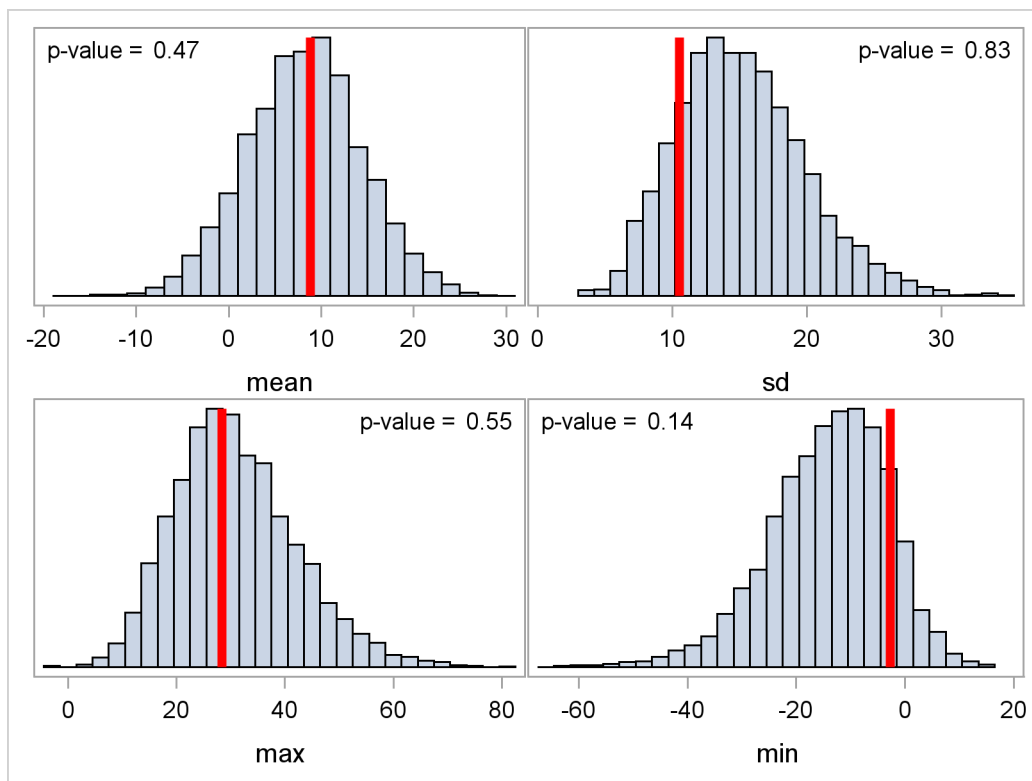 p-value = 0.47
-20 -10 0 10 20 30
mean
p-value = 0.83
0 10 20 30
sd
p-value = 0.55
0 20 40 60 80
max
p-value = 0.14
-60 -40 -20 0 20
min